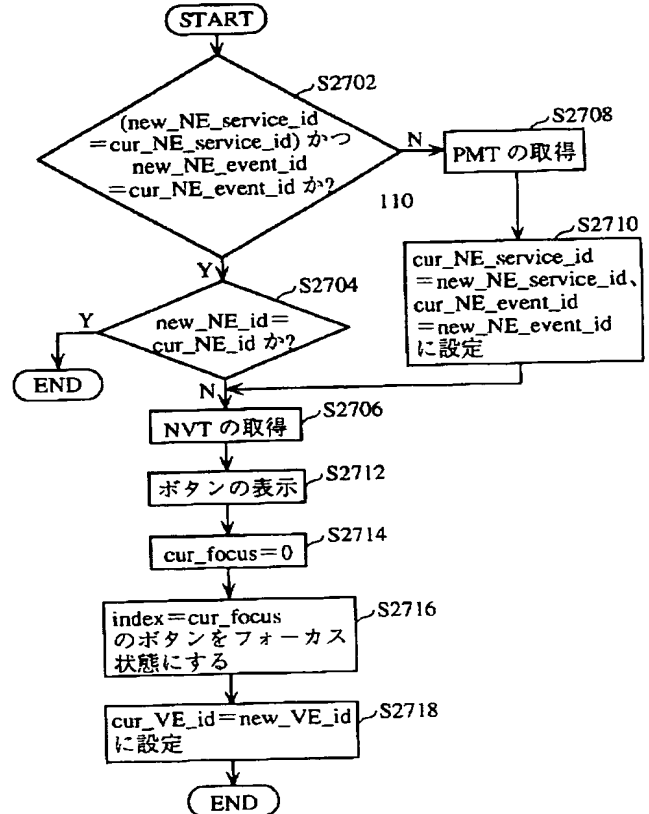 START
S2702
(new_NE_service_id
=cur_NE_service_id) かつ
new_NE_event_id
=cur_NE_event_id か?
N
S2708
PMT の取得
110
S2710
cur_NE_service_id
=new_NE_service_id、
cur_NE_event_id
=new_NE_event_id
に設定
Y
S2704
Y
new_NE_id=
cur_NE_id か?
END
N
S2706
NVT の取得
S2712
ボタンの表示
S2714
cur_focus=0
S2716
index=cur_focus
のボタンをフォーカス
状態にする
S2718
cur_VE_id=new_VE_id
に設定
END